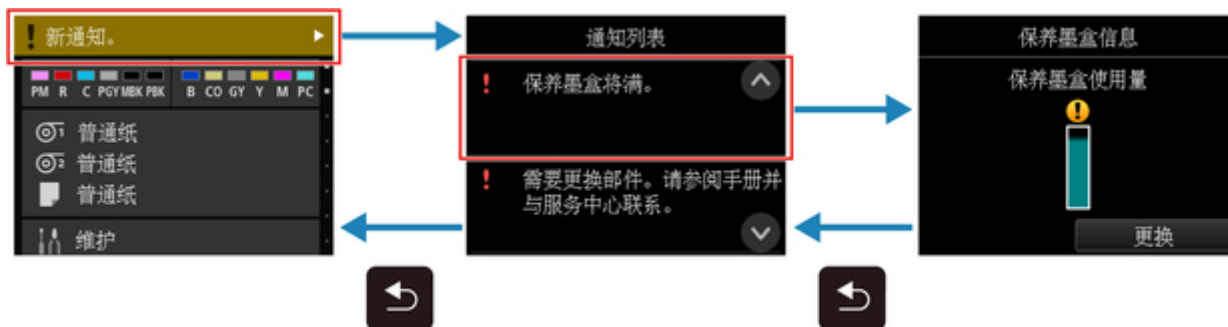 新通知。
PM R C PGY MBK PBK B CO GY Y M PC
普通纸
普通纸
普通纸
维护
通知列表
保养墨盒将满。
需要更换部件。请参阅手册并
与服务中心联系。
保养墨盒信息
保养墨盒使用量
更换